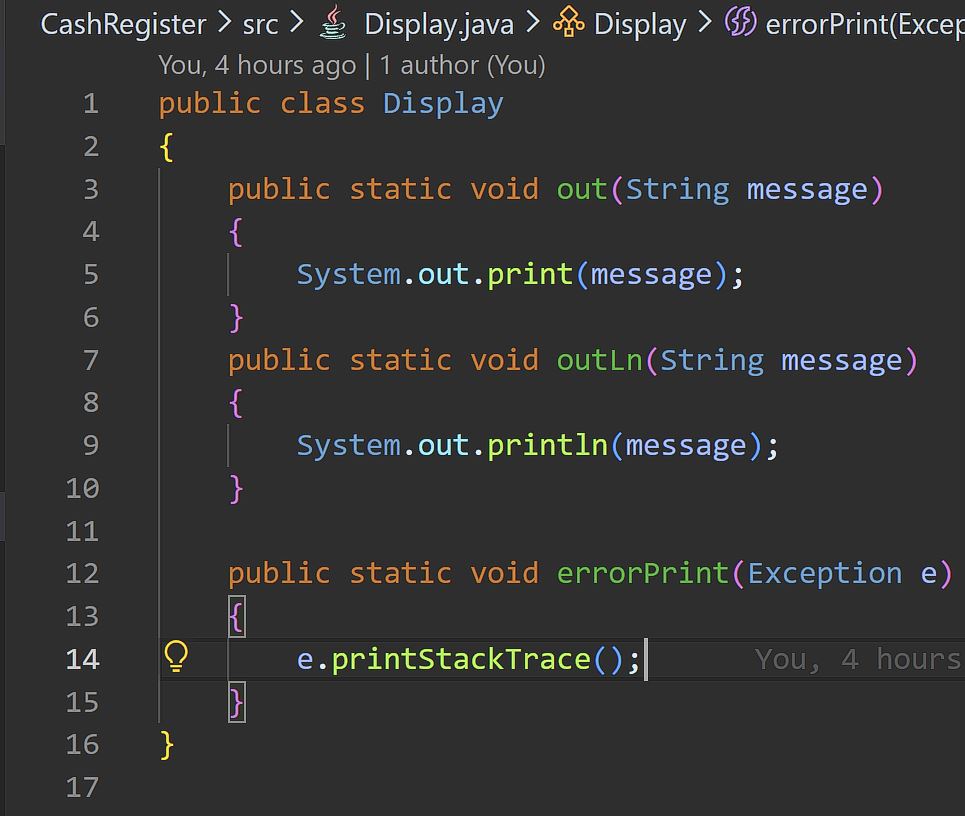 CashRegister > src > Display.java > Display > errorPrint(Excep
You, 4 hours ago | 1 author (You)
1 public class Display
2 {
3     public static void out(String message)
4     {
5         System.out.print(message);
6     }
7     public static void outLn(String message)
8     {
9         System.out.println(message);
10     }
11
12     public static void errorPrint(Exception e)
13     {
14         e.printStackTrace(); You, 4 hours
15     }
16 }
17